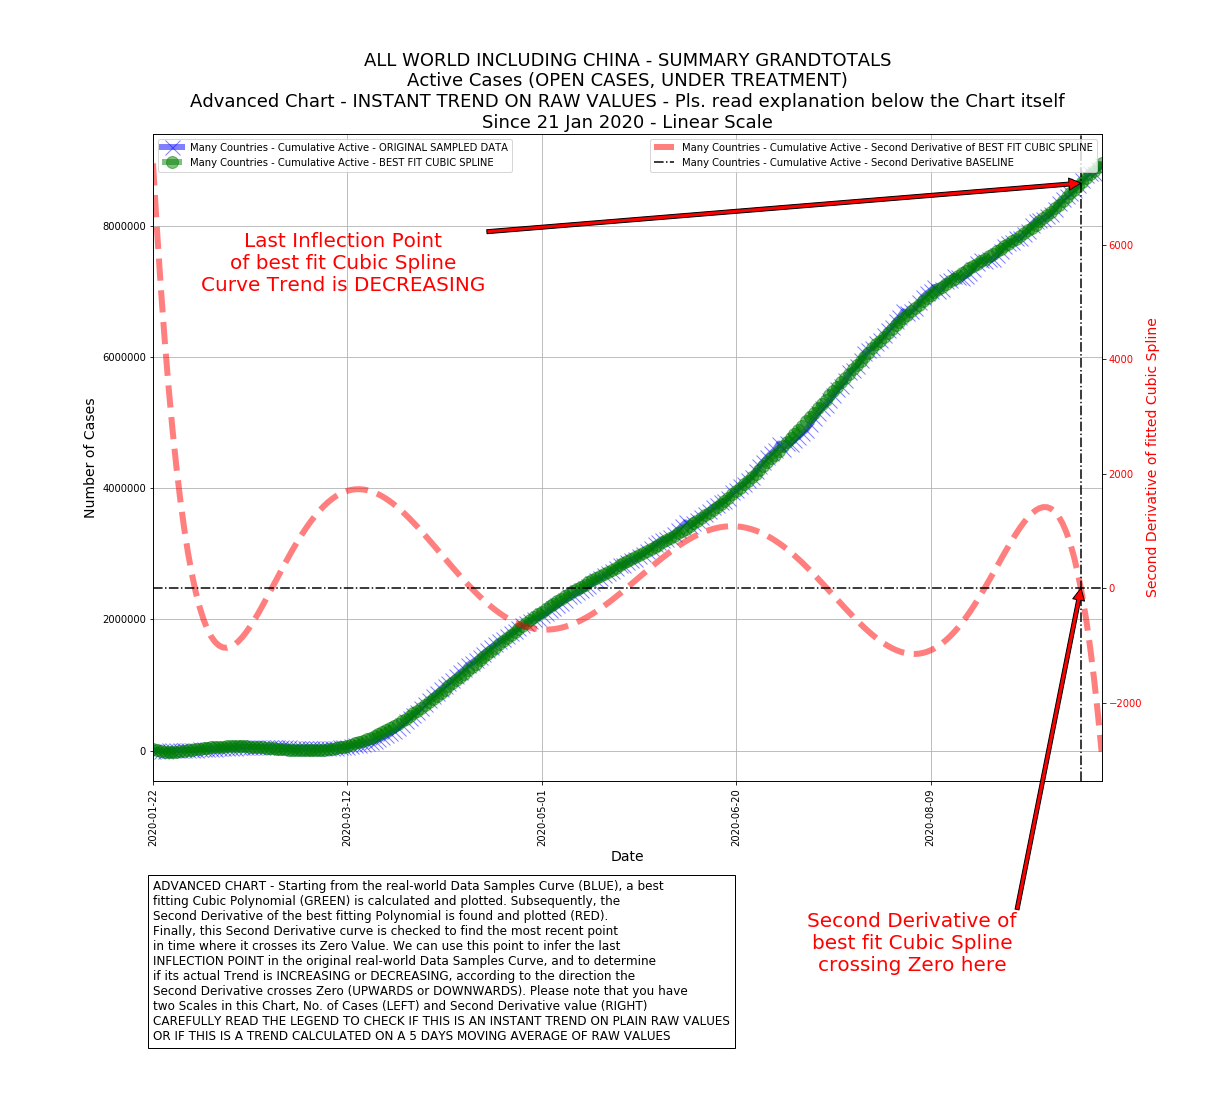 ALL WORLD INCLUDING CHINA - SUMMARY GRANDTOTALS
Active Cases (OPEN CASES, UNDER TREATMENT)
Advanced Chart - INSTANT TREND ON RAW VALUES - Pls. read explanation below the Chart itself
Since 21 Jan 2020 - Linear Scale
Many Countries - Cumulative Active - ORIGINAL SAMPLED DATA
Many Countries - Cumulative Active - BEST FIT CUBIC SPLINE
Many Countries - Cumulative Active - Second Derivative of BEST FIT CUBIC SPLINE
Many Countries - Cumulative Active - Second Derivative BASELINE
Last Inflection Point
of best fit Cubic Spline
Curve Trend is DECREASING
Number of Cases
8000000
6000000
4000000
2000000
0
Second Derivative of fitted Cubic Spline
6000
4000
2000
0
−2000
2020-01-22
2020-03-12
2020-05-01
2020-06-20
2020-08-09
Date
ADVANCED CHART - Starting from the real-world Data Samples Curve (BLUE), a best
fitting Cubic Polynomial (GREEN) is calculated and plotted. Subsequently, the
Second Derivative of the best fitting Polynomial is found and plotted (RED).
Finally, this Second Derivative curve is checked to find the most recent point
in time where it crosses its Zero Value. We can use this point to infer the last
INFLECTION POINT in the original real-world Data Samples Curve, and to determine
if its actual Trend is INCREASING or DECREASING, according to the direction the
Second Derivative crosses Zero (UPWARDS or DOWNWARDS). Please note that you have
two Scales in this Chart, No. of Cases (LEFT) and Second Derivative value (RIGHT)
CAREFULLY READ THE LEGEND TO CHECK IF THIS IS AN INSTANT TREND ON PLAIN RAW VALUES
OR IF THIS IS A TREND CALCULATED ON A 5 DAYS MOVING AVERAGE OF RAW VALUES
Second Derivative of
best fit Cubic Spline
crossing Zero here